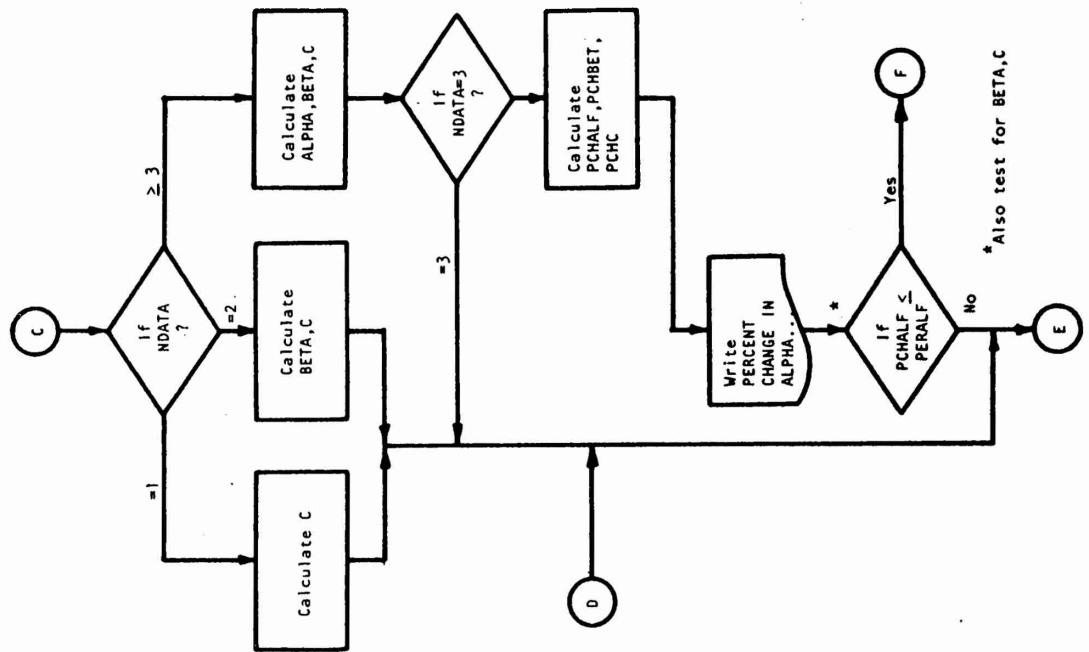 C
If
NDATA
?
=1
=2
≥ 3
Calculate C
Calculate
BETA,C
Calculate
ALPHA,BETA,C
If
NDATA=3
?
=3
Calculate
PCHALF,PCHBET,
PCHC
D
Write
PERCENT
CHANGE IN
ALPHA...
*
If
PCHALF ≤
PERALF
Yes
F
No
E
*Also test for BETA,C